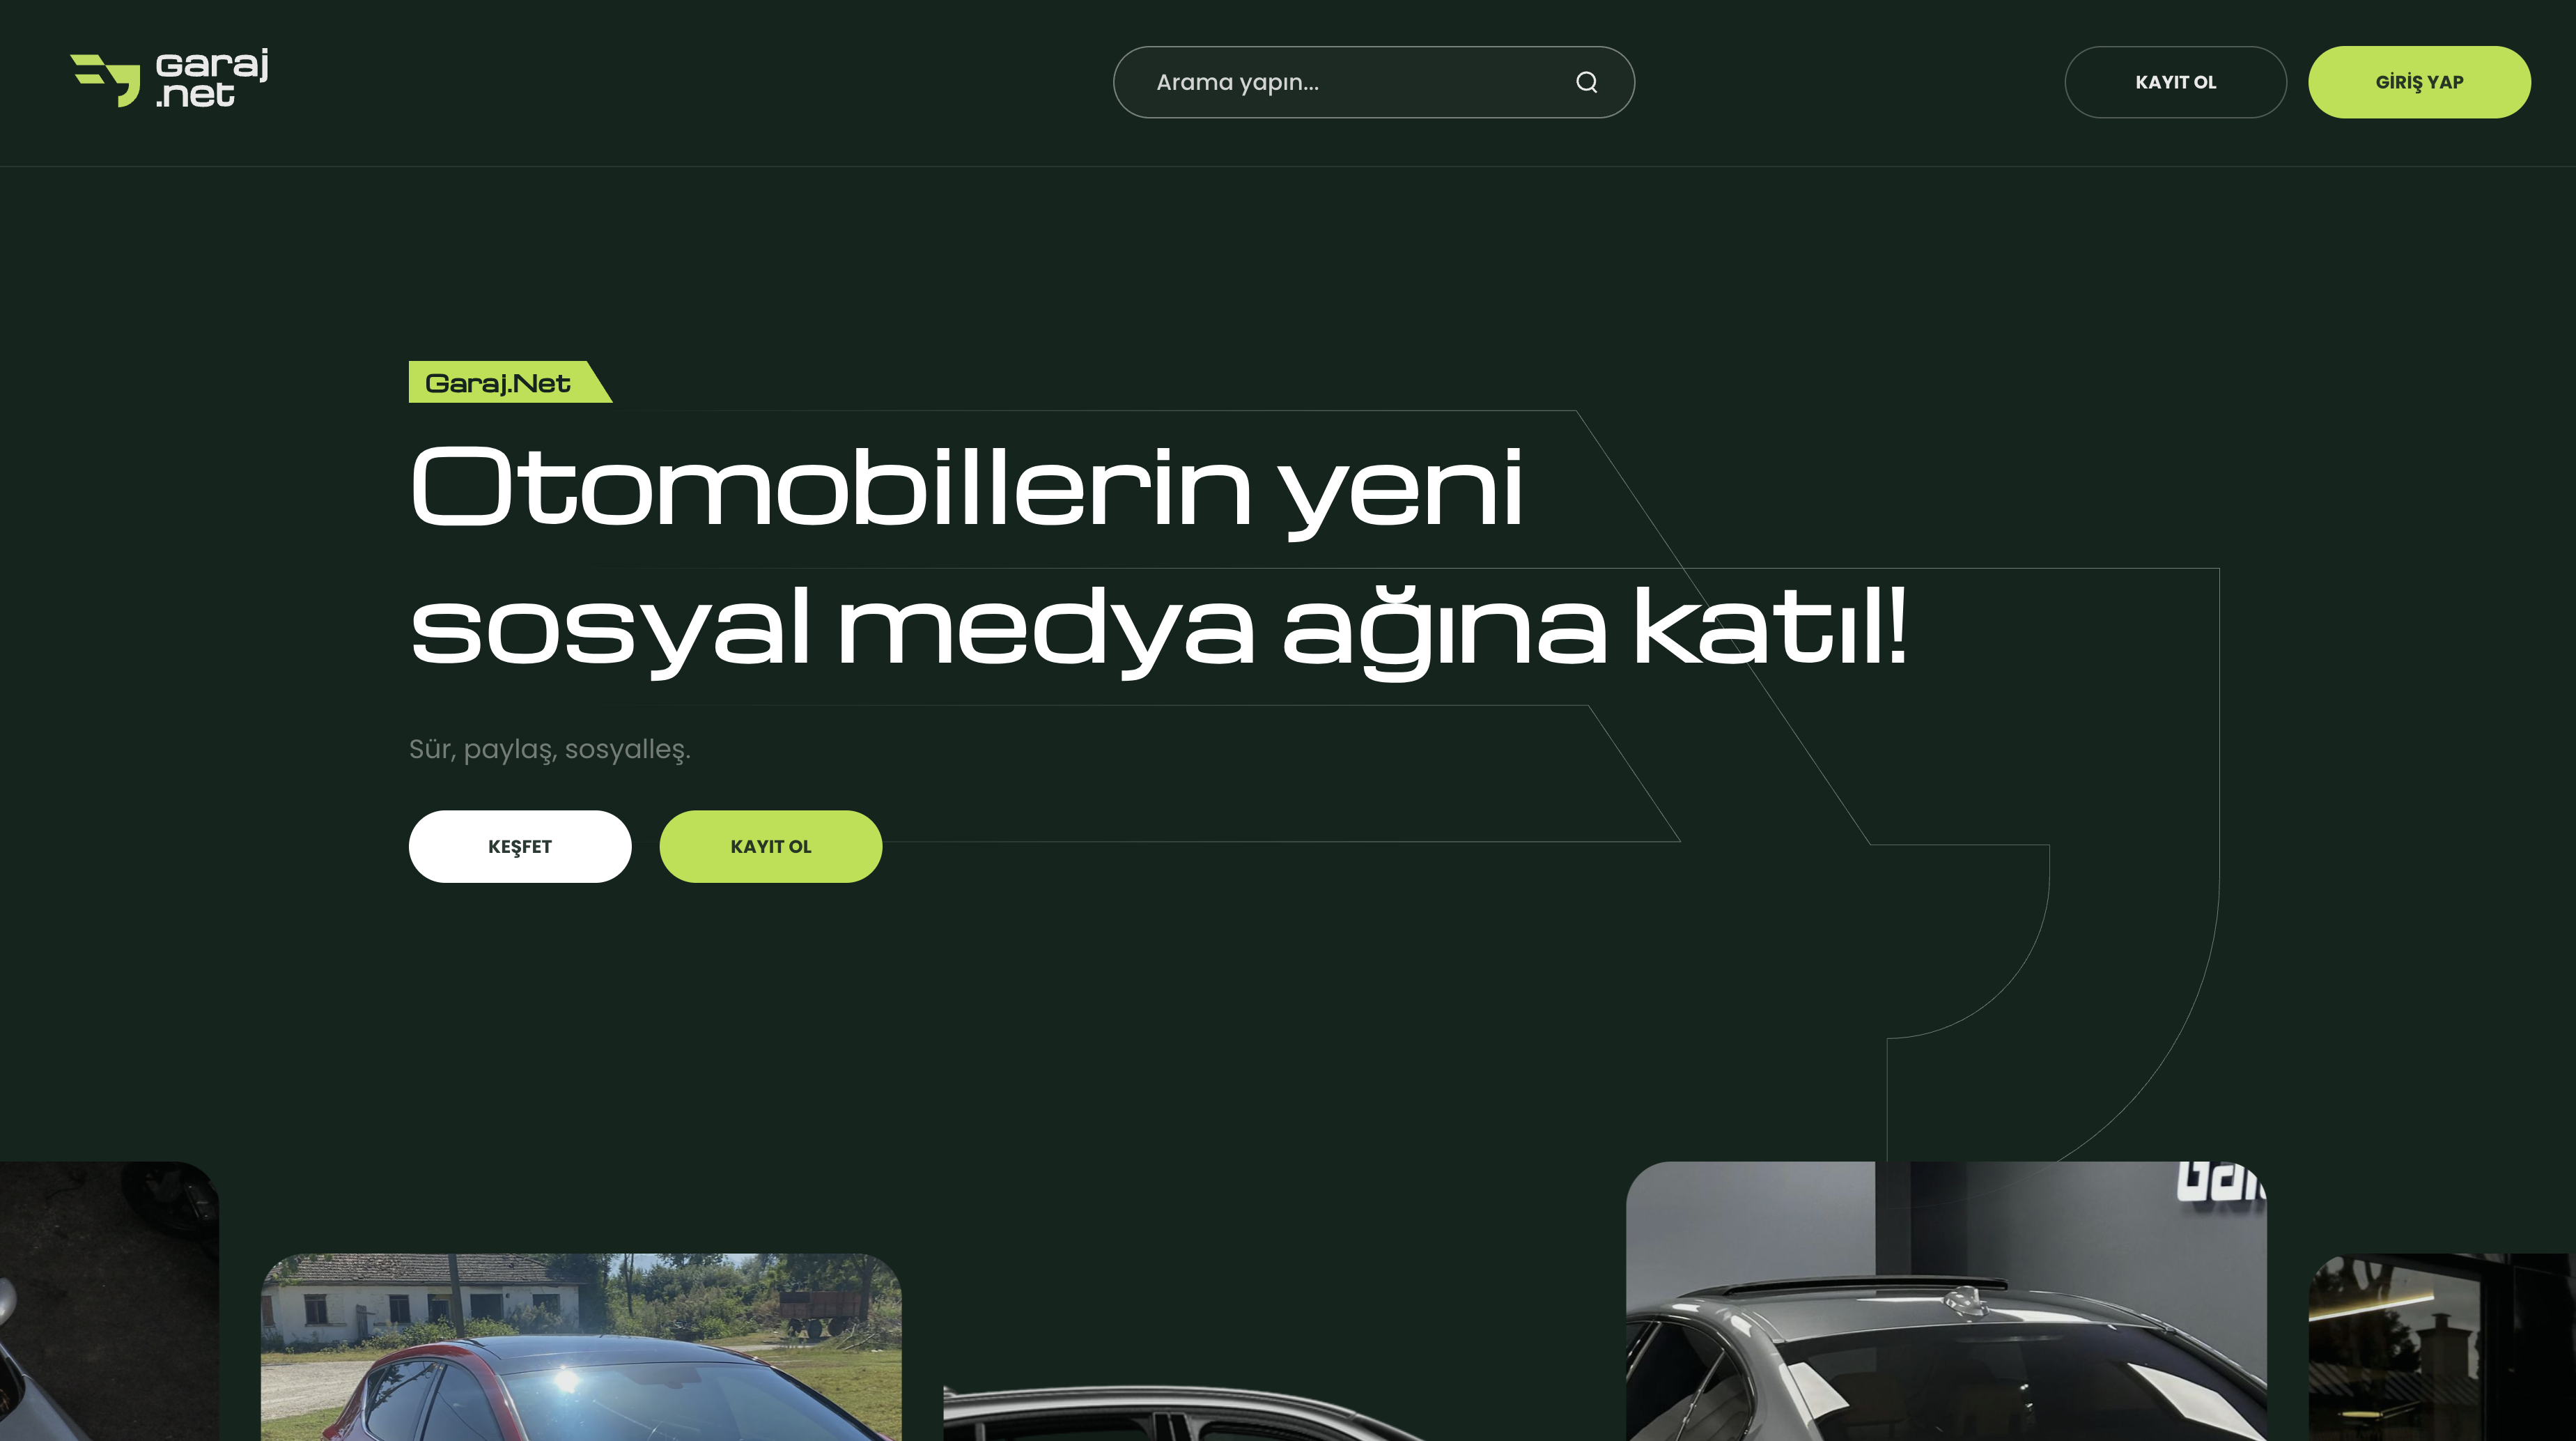 Garaj
.net
Arama yapın...
KAYIT OL
GİRİŞ YAP
Garaj.Net
Otomobillerin yeni
sosyal medya ağına katıl!
Sür, paylaş, sosyalleş.
KEŞFET
KAYIT OL